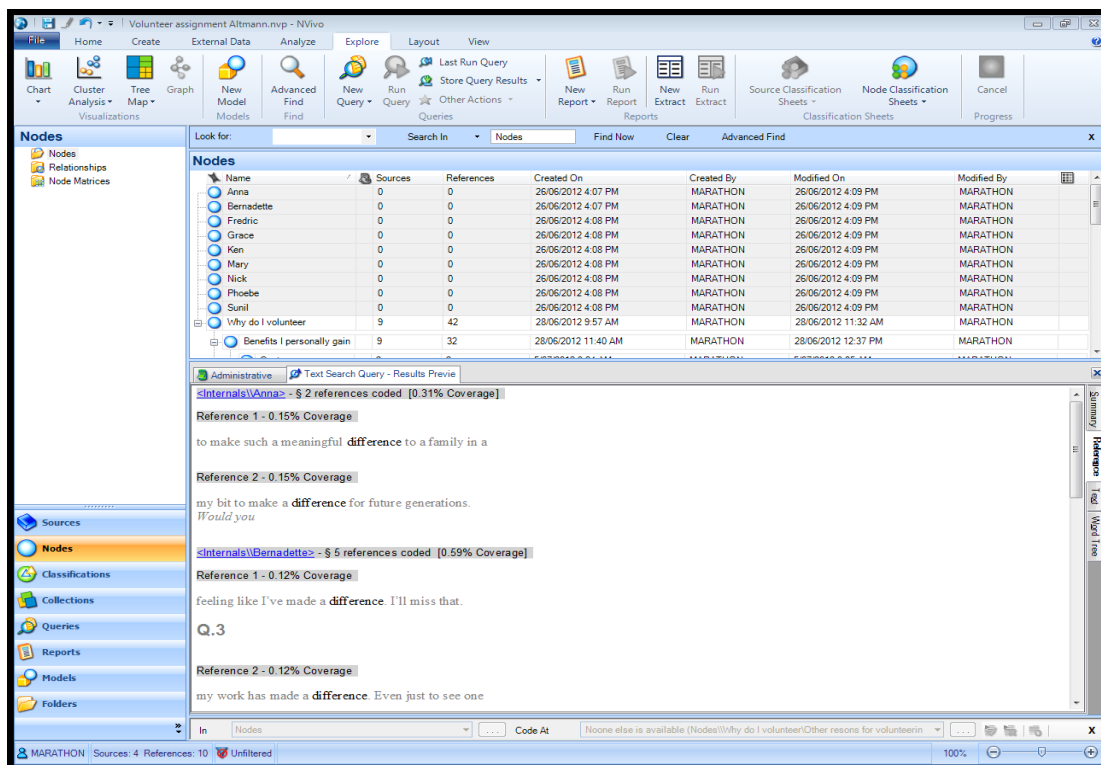 Volunteer assignment Altmann.nvp - NVivo
File Home Create External Data Analyze Explore Layout View
Chart
Cluster Analysis
Tree Map
Graph
New Model
Advanced Find
New Query
Run Query
Last Run Query
Store Query Results
Other Actions
New Report
Run Report
New Extract
Run Extract
Source Classification Sheets
Node Classification Sheets
Cancel
Visualizations Models Find Queries Reports Classification Sheets Progress
Nodes
Nodes
Relationships
Node Matrices
Sources
Nodes
Classifications
Collections
Queries
Reports
Models
Folders
Look for: Search In Nodes Find Now Clear Advanced Find x
Nodes
Name Sources References Created On Created By Modified On Modified By
Anna 0 0 26/06/2012 4:07 PM MARATHON 26/06/2012 4:09 PM MARATHON
Bernadette 0 0 26/06/2012 4:07 PM MARATHON 26/06/2012 4:09 PM MARATHON
Fredric 0 0 26/06/2012 4:08 PM MARATHON 26/06/2012 4:09 PM MARATHON
Grace 0 0 26/06/2012 4:08 PM MARATHON 26/06/2012 4:09 PM MARATHON
Ken 0 0 26/06/2012 4:08 PM MARATHON 26/06/2012 4:09 PM MARATHON
Mary 0 0 26/06/2012 4:08 PM MARATHON 26/06/2012 4:09 PM MARATHON
Nick 0 0 26/06/2012 4:08 PM MARATHON 26/06/2012 4:09 PM MARATHON
Phoebe 0 0 26/06/2012 4:08 PM MARATHON 26/06/2012 4:09 PM MARATHON
Sunil 0 0 26/06/2012 4:08 PM MARATHON 26/06/2012 4:09 PM MARATHON
Why do I volunteer 9 42 28/06/2012 9:57 AM MARATHON 28/06/2012 11:32 AM MARATHON
Benefits I personally gain 9 32 28/06/2012 11:40 AM MARATHON 28/06/2012 12:37 PM MARATHON
Administrative Text Search Query - Results Previe
<Internals\\Anna> - § 2 references coded [0.31% Coverage]
Reference 1 - 0.15% Coverage
to make such a meaningful difference to a family in a
Reference 2 - 0.15% Coverage
my bit to make a difference for future generations.
Would you
<Internals\\Bernadette> - § 5 references coded [0.59% Coverage]
Reference 1 - 0.12% Coverage
feeling like I've made a difference. I'll miss that.
Q.3
Reference 2 - 0.12% Coverage
my work has made a difference. Even just to see one
Summary
Reference
Text
Word Tree
In Nodes ... Code At Noone else is available (Nodes\\Why do I volunteer\Other resons for volunteerin ... x
MARATHON Sources: 4 References: 10 Unfiltered 100%